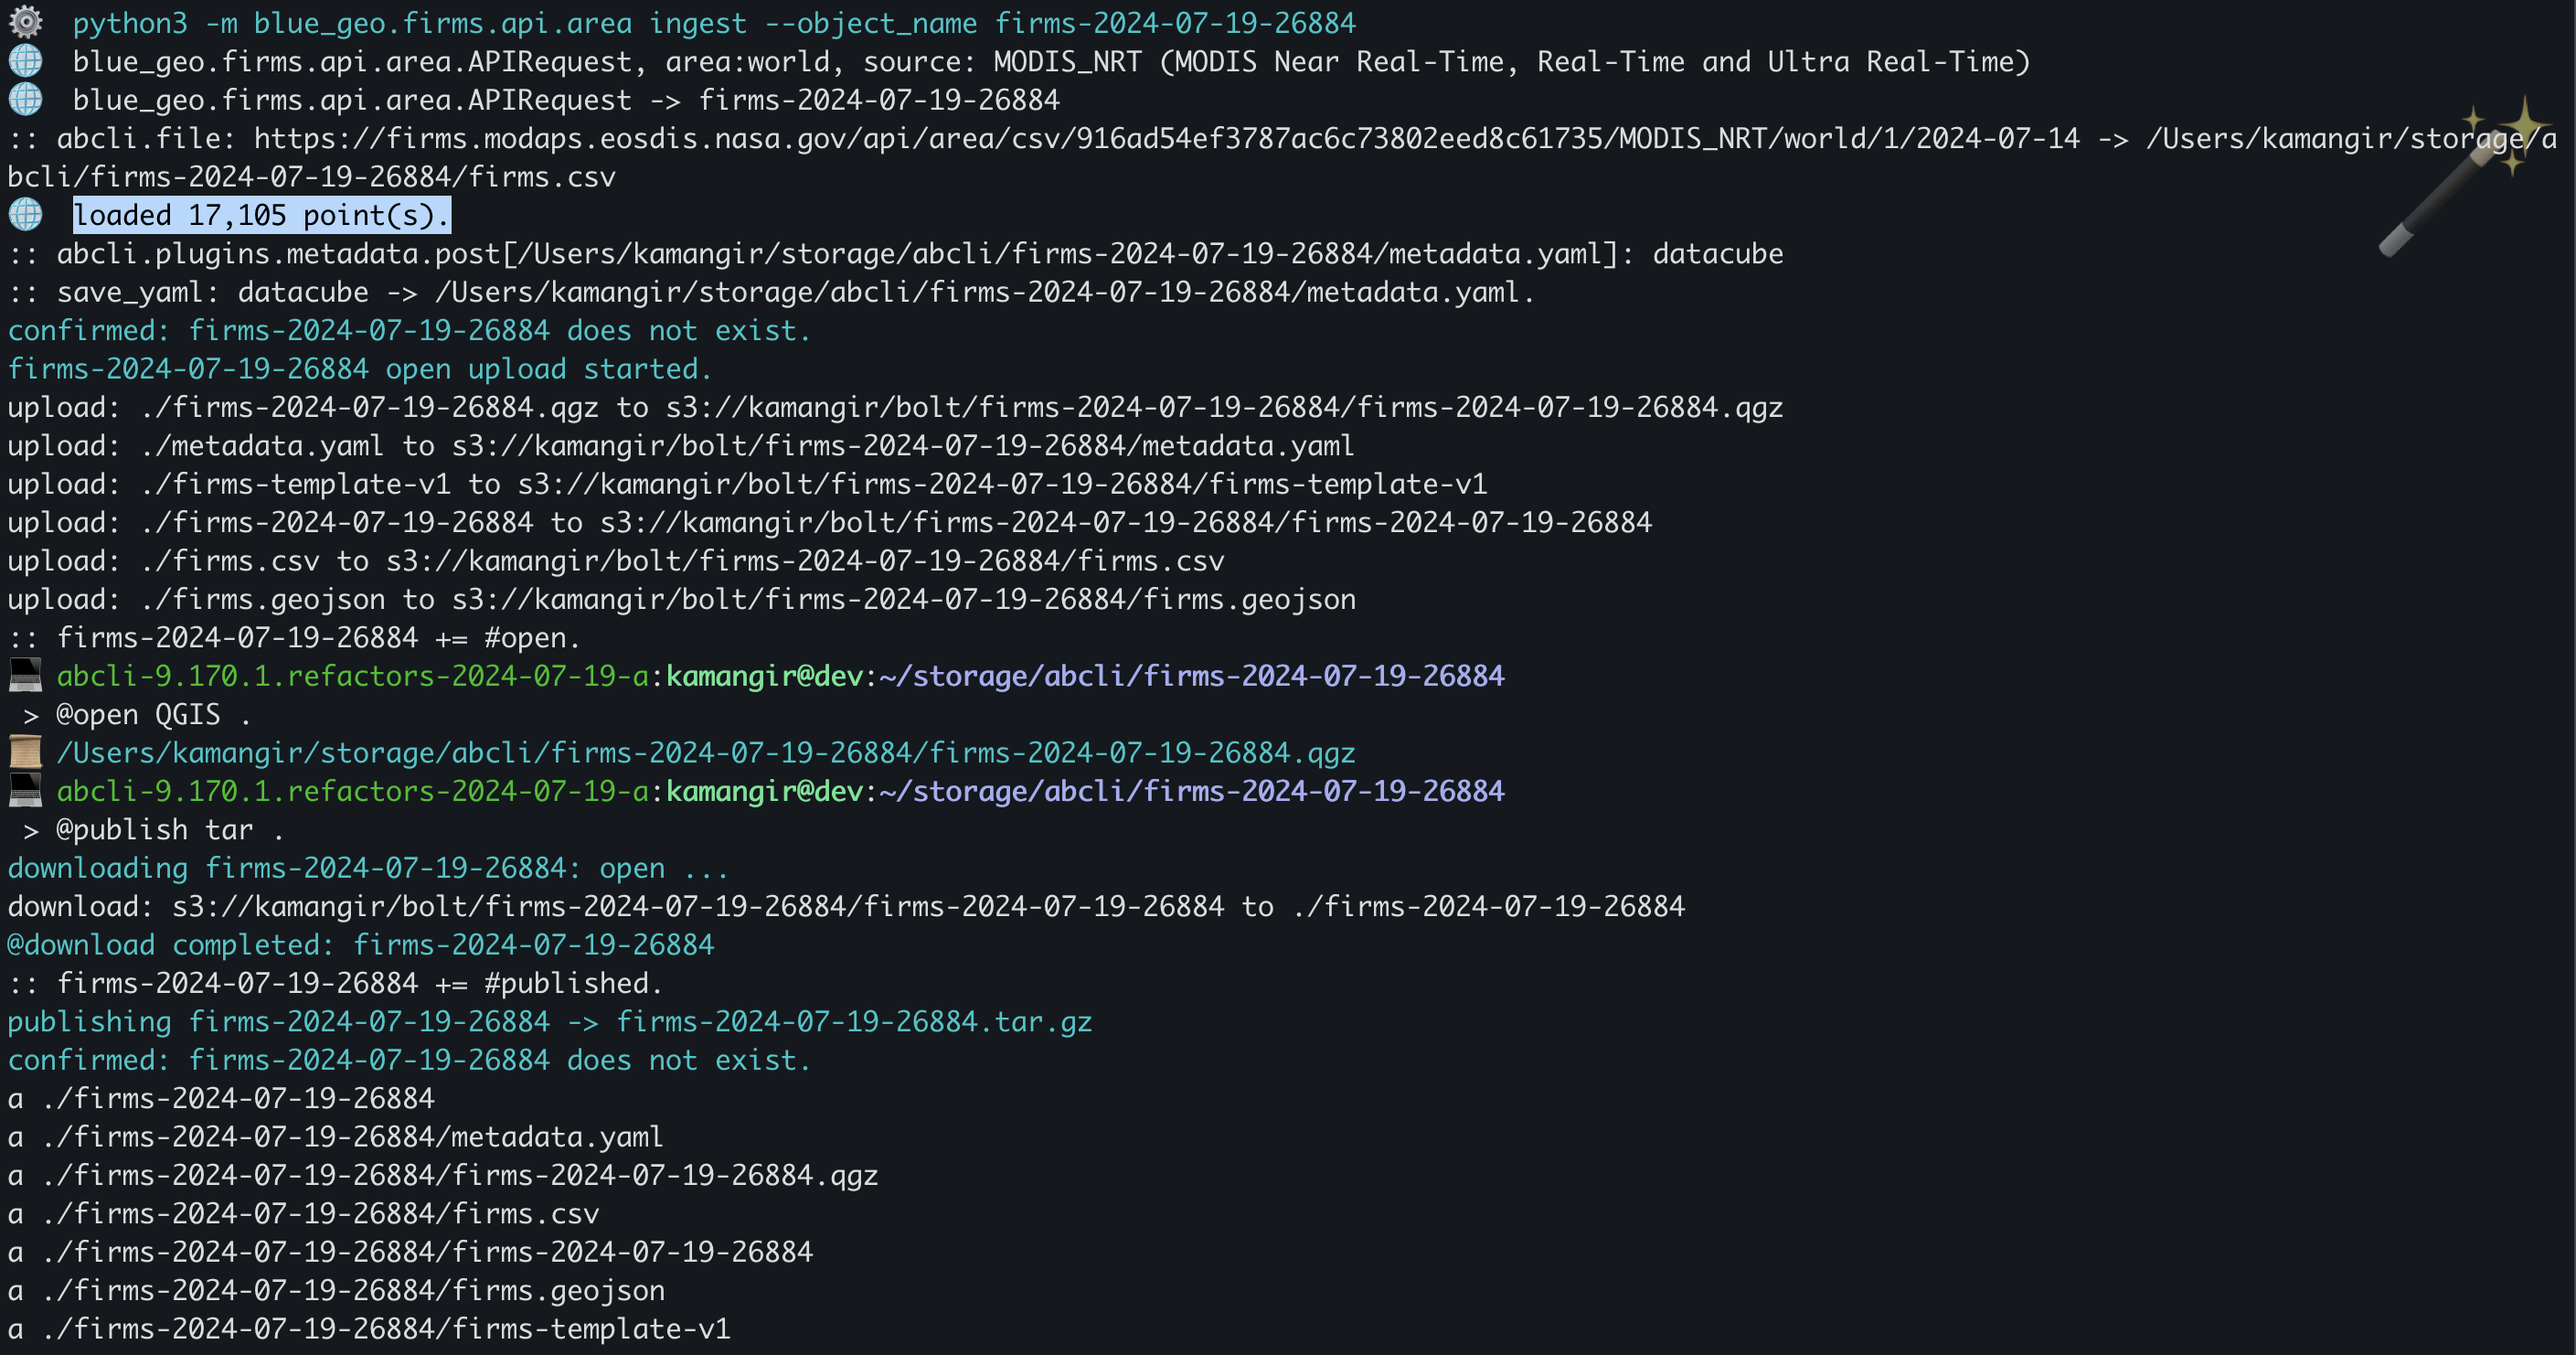 python3 -m blue_geo.firms.api.area ingest --object_name firms-2024-07-19-26884
blue_geo.firms.api.area.APIRequest, area:world, source: MODIS_NRT (MODIS Near Real-Time, Real-Time and Ultra Real-Time)
blue_geo.firms.api.area.APIRequest -> firms-2024-07-19-26884
:: abcli.file: https://firms.modaps.eosdis.nasa.gov/api/area/csv/916ad54ef3787ac6c73802eed8c61735/MODIS_NRT/world/1/2024-07-14 -> /Users/kamangir/storage/a
bcli/firms-2024-07-19-26884/firms.csv
loaded 17,105 point(s).
:: abcli.plugins.metadata.post[/Users/kamangir/storage/abcli/firms-2024-07-19-26884/metadata.yaml]: datacube
:: save_yaml: datacube -> /Users/kamangir/storage/abcli/firms-2024-07-19-26884/metadata.yaml.
confirmed: firms-2024-07-19-26884 does not exist.
firms-2024-07-19-26884 open upload started.
upload: ./firms-2024-07-19-26884.qgz to s3://kamangir/bolt/firms-2024-07-19-26884/firms-2024-07-19-26884.qgz
upload: ./metadata.yaml to s3://kamangir/bolt/firms-2024-07-19-26884/metadata.yaml
upload: ./firms-template-v1 to s3://kamangir/bolt/firms-2024-07-19-26884/firms-template-v1
upload: ./firms-2024-07-19-26884 to s3://kamangir/bolt/firms-2024-07-19-26884/firms-2024-07-19-26884
upload: ./firms.csv to s3://kamangir/bolt/firms-2024-07-19-26884/firms.csv
upload: ./firms.geojson to s3://kamangir/bolt/firms-2024-07-19-26884/firms.geojson
:: firms-2024-07-19-26884 += #open.
abcli-9.170.1.refactors-2024-07-19-a:kamangir@dev:~/storage/abcli/firms-2024-07-19-26884
> @open QGIS .
/Users/kamangir/storage/abcli/firms-2024-07-19-26884/firms-2024-07-19-26884.qgz
abcli-9.170.1.refactors-2024-07-19-a:kamangir@dev:~/storage/abcli/firms-2024-07-19-26884
> @publish tar .
downloading firms-2024-07-19-26884: open ...
download: s3://kamangir/bolt/firms-2024-07-19-26884/firms-2024-07-19-26884 to ./firms-2024-07-19-26884
@download completed: firms-2024-07-19-26884
:: firms-2024-07-19-26884 += #published.
publishing firms-2024-07-19-26884 -> firms-2024-07-19-26884.tar.gz
confirmed: firms-2024-07-19-26884 does not exist.
a ./firms-2024-07-19-26884
a ./firms-2024-07-19-26884/metadata.yaml
a ./firms-2024-07-19-26884/firms-2024-07-19-26884.qgz
a ./firms-2024-07-19-26884/firms.csv
a ./firms-2024-07-19-26884/firms-2024-07-19-26884
a ./firms-2024-07-19-26884/firms.geojson
a ./firms-2024-07-19-26884/firms-template-v1